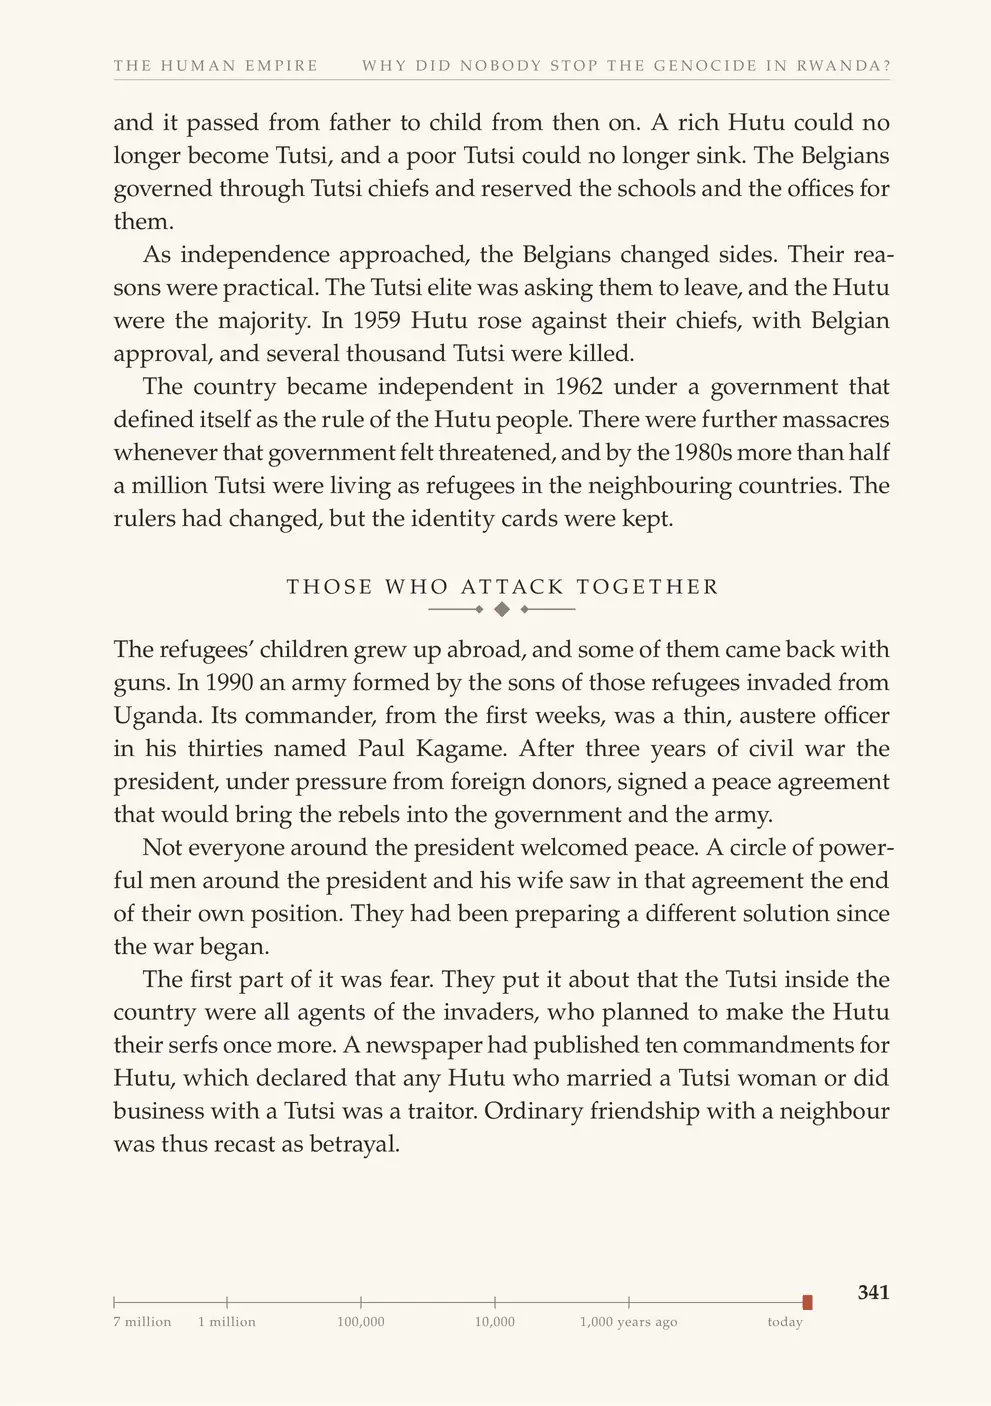 THE HUMAN EMPIRE WHY DID NOBODY STOP THE GENOCIDE IN RWANDA?
and it passed from father to child from then on. A rich Hutu could no
longer become Tutsi, and a poor Tutsi could no longer sink. The Belgians
governed through Tutsi chiefs and reserved the schools and the offices for
them.
As independence approached, the Belgians changed sides. Their rea-
sons were practical. The Tutsi elite was asking them to leave, and the Hutu
were the majority. In 1959 Hutu rose against their chiefs, with Belgian
approval, and several thousand Tutsi were killed.
The country became independent in 1962 under a government that
defined itself as the rule of the Hutu people. There were further massacres
whenever that government felt threatened, and by the 1980s more than half
a million Tutsi were living as refugees in the neighbouring countries. The
rulers had changed, but the identity cards were kept.
THOSE WHO ATTACK TOGETHER
The refugees’ children grew up abroad, and some of them came back with
guns. In 1990 an army formed by the sons of those refugees invaded from
Uganda. Its commander, from the first weeks, was a thin, austere officer
in his thirties named Paul Kagame. After three years of civil war the
president, under pressure from foreign donors, signed a peace agreement
that would bring the rebels into the government and the army.
Not everyone around the president welcomed peace. A circle of power-
ful men around the president and his wife saw in that agreement the end
of their own position. They had been preparing a different solution since
the war began.
The first part of it was fear. They put it about that the Tutsi inside the
country were all agents of the invaders, who planned to make the Hutu
their serfs once more. A newspaper had published ten commandments for
Hutu, which declared that any Hutu who married a Tutsi woman or did
business with a Tutsi was a traitor. Ordinary friendship with a neighbour
was thus recast as betrayal.
341
7 million 1 million 100,000 10,000 1,000 years ago today